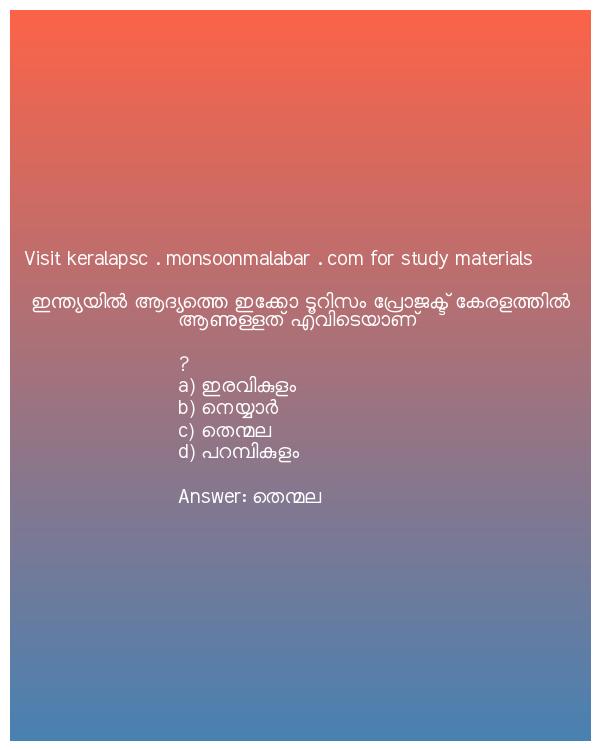 Visit keralapsc . monsoonmalabar . com for study materials
ഇന്ത്യയിൽ ആദ്യത്തെ ഇക്കോ ടൂറിസം പ്രോജക്ട് കേരളത്തിൽ
ആണുള്ളത് എവിടെയാണ്
?
a) ഇരവികുളം
b) നെയ്യാർ
c) തെന്മല
d) പറമ്പികുളം
Answer: തെന്മല